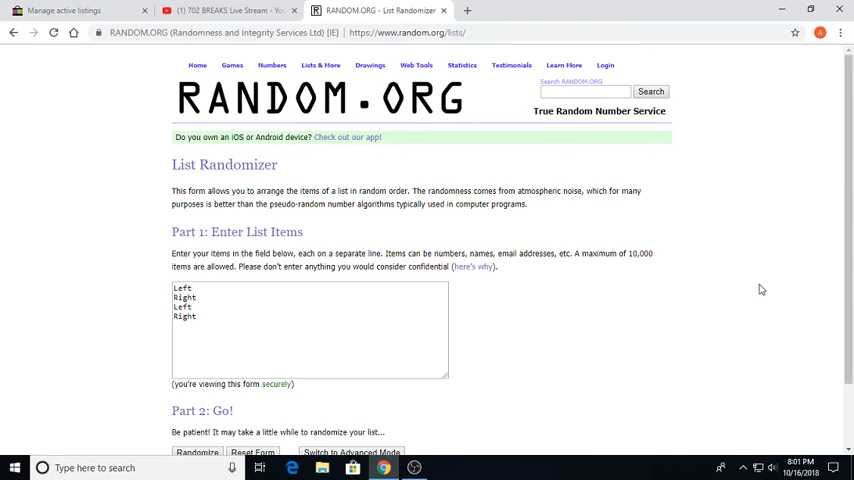 Manage active listings
(1) 702 BREAKS Live Stream - Yo
RANDOM.ORG - List Randomizer
RANDOM.ORG (Randomness and Integrity Services Ltd) [IE] | https://www.random.org/lists/
A
Home Games Numbers Lists & More Drawings Web Tools Statistics Testimonials Learn More Login
RANDOM.ORG
Search RANDOM.ORG
Search
True Random Number Service
Do you own an iOS or Android device? Check out our app!
List Randomizer
This form allows you to arrange the items of a list in random order. The randomness comes from atmospheric noise, which for many
purposes is better than the pseudo-random number algorithms typically used in computer programs.
Part 1: Enter List Items
Enter your items in the field below, each on a separate line. Items can be numbers, names, email addresses, etc. A maximum of 10,000
items are allowed. Please don't enter anything you would consider confidential (here's why).
Left
Right
Left
Right
(you're viewing this form securely)
Part 2: Go!
Be patient! It may take a little while to randomize your list...
Randomize Reset Form Switch to Advanced Mode
Type here to search
8:01 PM
10/16/2018